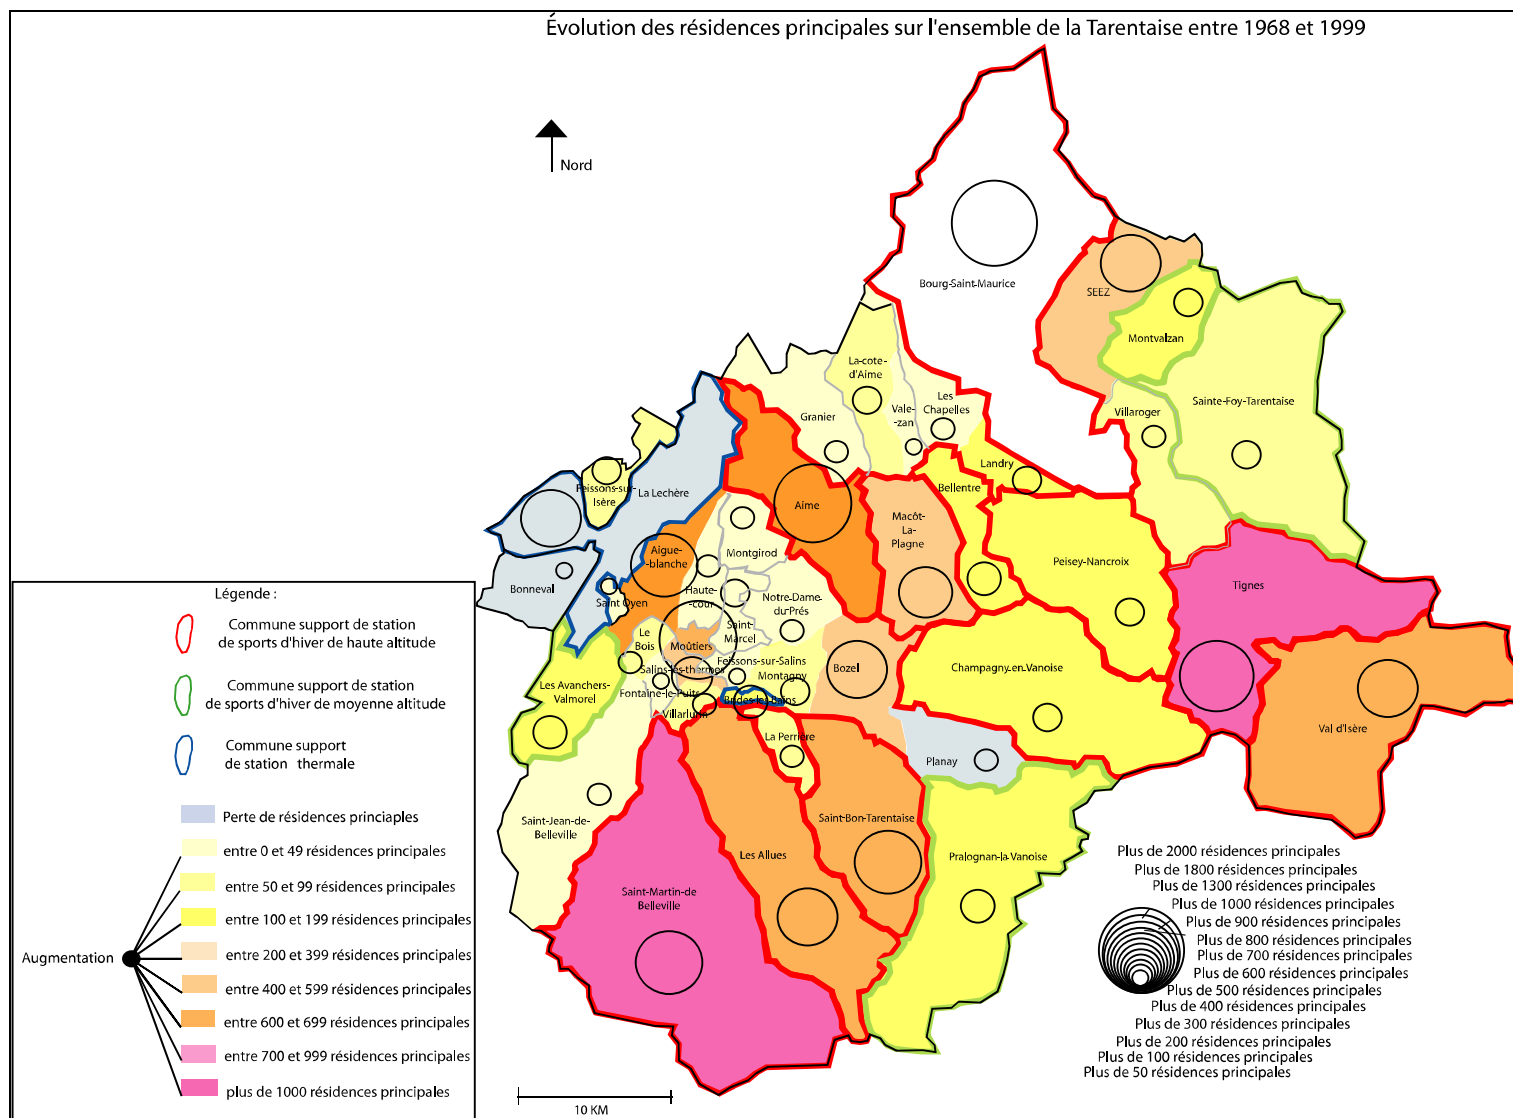 Évolution des résidences principales sur l'ensemble de la Tarentaise entre 1968 et 1999
Nord
Bourg-Saint-Maurice
SEEZ
Montvalzan
Sainte-Foy-Tarentaise
Villaroger
La-cote-
d'Aime
Granier
Vale-
-zan
Les
Chapelles
Landry
Bellentre
Feissons-sur-
Isère
La Lechère
Aime
Macôt-
La-
Plagne
Aigue-
-blanche
Montgirod
Peisey-Nancroix
Tignes
Bonneval
Saint Oyen
Haute-
cour
Notre-Dame-
du-Prés
Saint-
Marcel
Le
Bois
Moûtiers
Salins-les-thermes
Feissons-sur-Salins
Montagny
Bozel
Champagny-en-Vanoise
Les Avanchers-
Valmorel
Fontaine-le-Puits
Villarlurin
Brides-les-Bains
La Perrière
Planay
Val d'Isère
Saint-Jean-de-
Belleville
Saint-Bon-Tarentaise
Les Allues
Pralognan-la-Vanoise
Saint-Martin-de
Belleville
Légende :
Commune support de station
de sports d'hiver de haute altitude
Commune support de station
de sports d'hiver de moyenne altitude
Commune support
de station thermale
Perte de résidences princiaples
entre 0 et 49 résidences principales
entre 50 et 99 résidences principales
entre 100 et 199 résidences principales
entre 200 et 399 résidences principales
Augmentation
entre 400 et 599 résidences principales
entre 600 et 699 résidences principales
entre 700 et 999 résidences principales
plus de 1000 résidences principales
Plus de 2000 résidences principales
Plus de 1800 résidences principales
Plus de 1300 résidences principales
Plus de 1000 résidences principales
Plus de 900 résidences principales
Plus de 800 résidences principales
Plus de 700 résidences principales
Plus de 600 résidences principales
Plus de 500 résidences principales
Plus de 400 résidences principales
Plus de 300 résidences principales
Plus de 200 résidences principales
Plus de 100 résidences principales
Plus de 50 résidences principales
10 KM